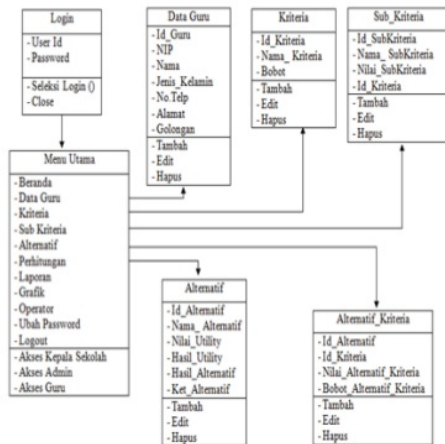 Login
- User Id
- Password
- Seleksi Login ()
- Close
Data Guru
- Id_Guru
- NIP
- Nama
- Jenis_Kelamin
- No.Telp
- Alamat
- Golongan
- Tambah
- Edit
- Hapus
Kriteria
- Id_Kriteria
- Nama_ Kriteria
- Bobot
- Tambah
- Edit
- Hapus
Sub_Kriteria
- Id_SubKriteria
- Nama_ SubKriteria
- Nilai_SubKriteria
- Id_Kriteria
- Tambah
- Edit
- Hapus
Menu Utama
- Beranda
- Data Guru
- Kriteria
- Sub Kriteria
- Alternatif
- Perhitungan
- Laporan
- Grafik
- Operator
- Ubah Password
- Logout
- Akses Kepala Sekolah
- Akses Admin
- Akses Guru
Alternatif
- Id_Alternatif
- Nama_ Alternatif
- Nilai_Utility
- Hasil_Utility
- Hasil_Alternatif
- Ket_Alternatif
- Tambah
- Edit
- Hapus
Alternatif_Kriteria
- Id_Alternatif
- Id_Kriteria
- Nilai_Alternatif_Kriteria
- Bobot_Alternatif_Kriteria
- Tambah
- Edit
- Hapus